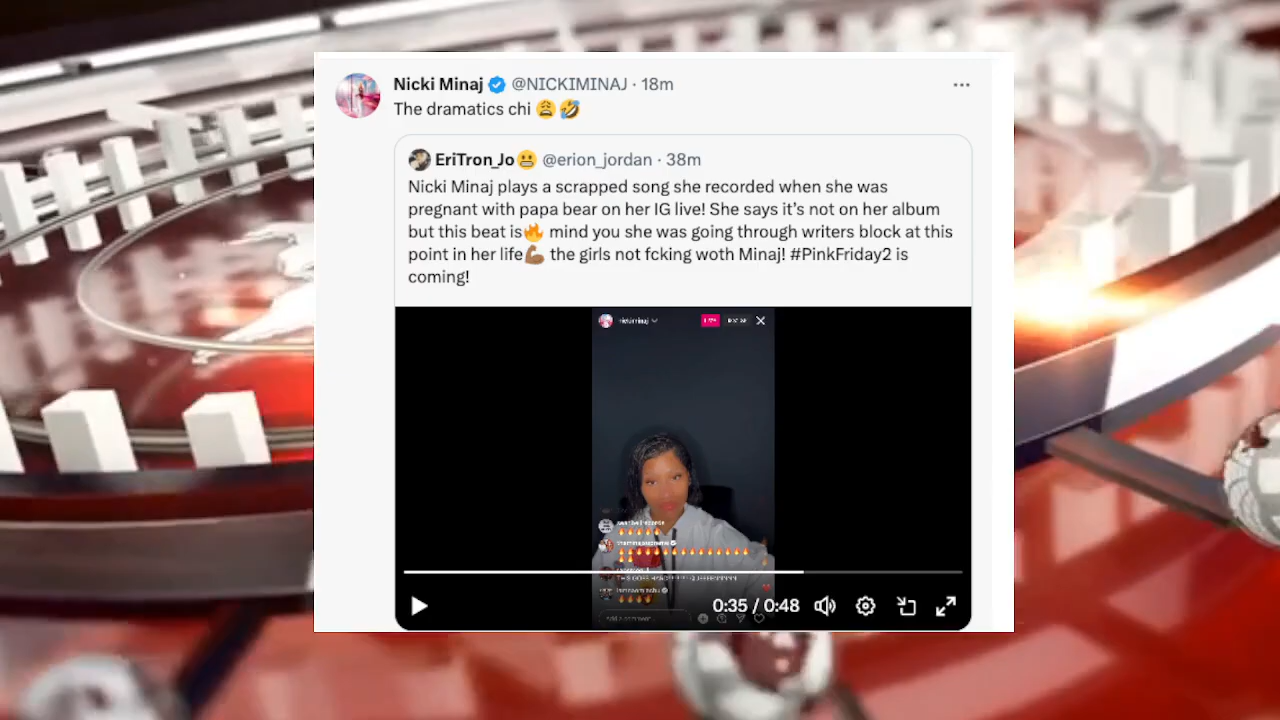 Nicki Minaj @NICKIMINAJ · 18m
The dramatics chi 😩🤣
EriTron_Jo😬 @erion_jordan · 38m
Nicki Minaj plays a scrapped song she recorded when she was
pregnant with papa bear on her IG live! She says it's not on her album
but this beat is🔥 mind you she was going through writers block at this
point in her life💪🏾 the girls not fcking woth Minaj! #PinkFriday2 is
coming!
nickiminaj
0:35 / 0:48